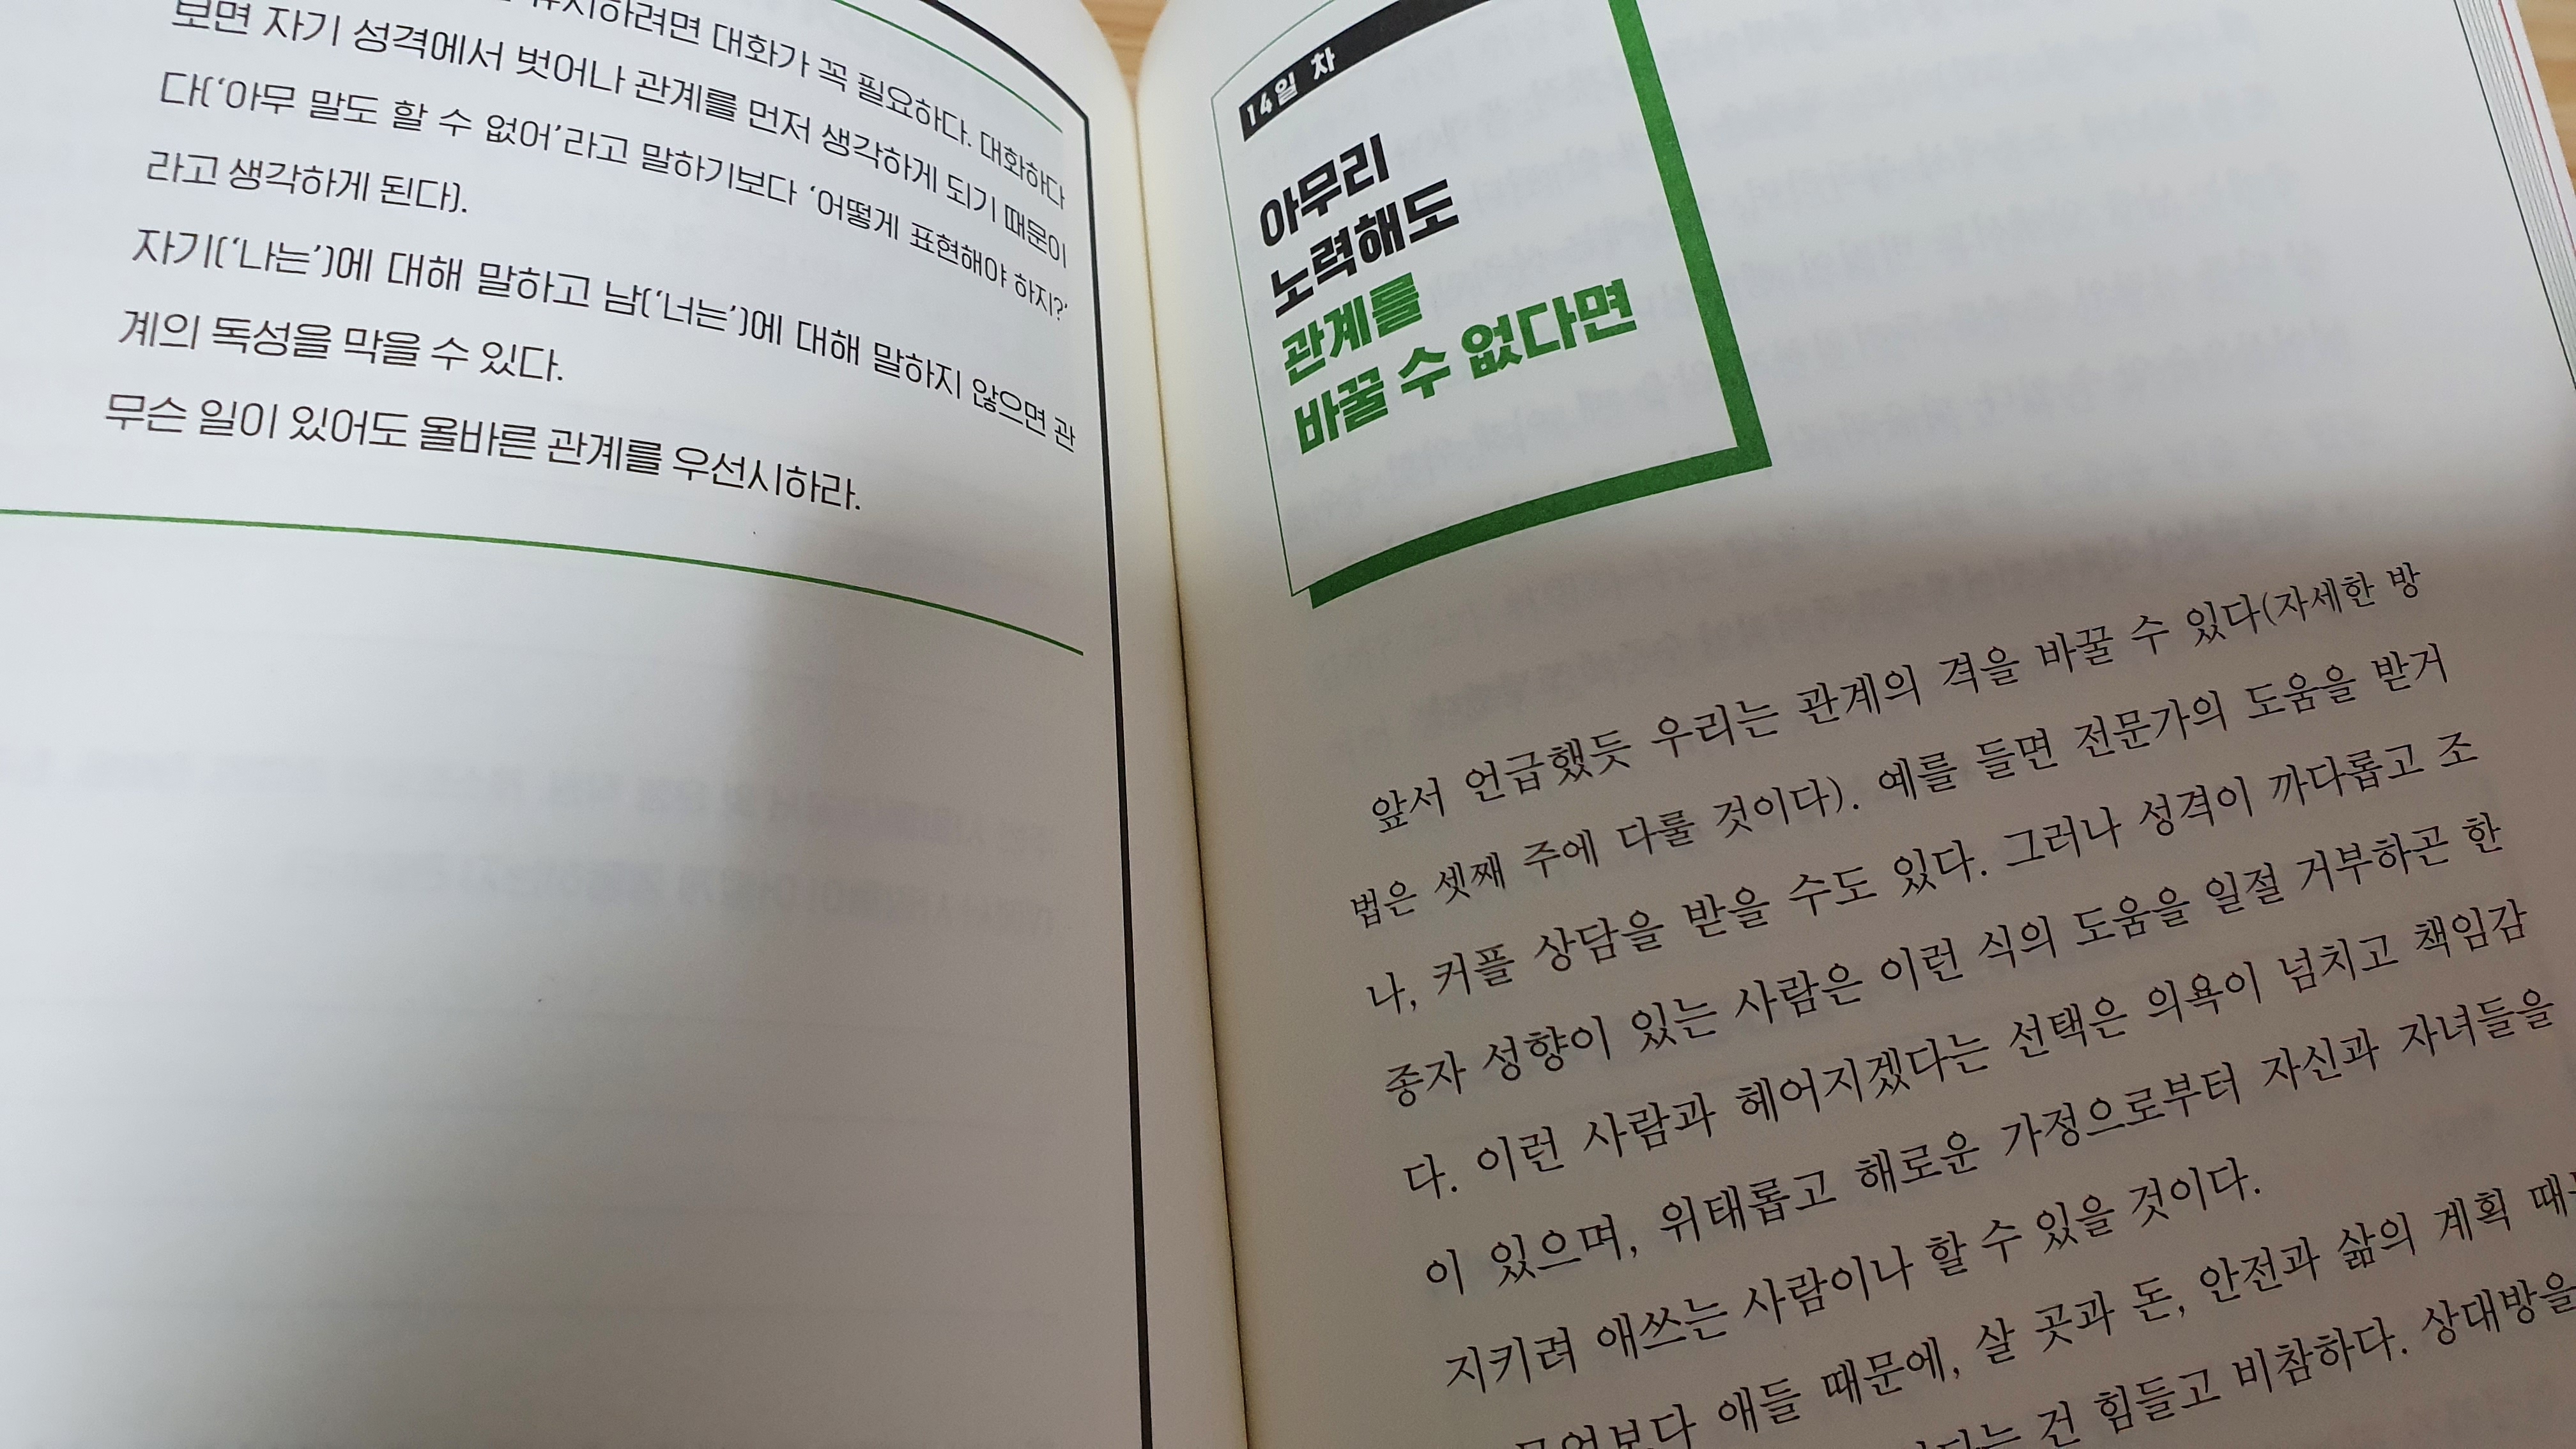 대화가 꼭 필요하다. 대화하다
보면 자기 성격에서 벗어나 관계를 먼저 생각하게 되기 때문이
다(‘아무 말도 할 수 없어’라고 말하기보다 ‘어떻게 표현해야 하지?’
라고 생각하게 된다).
자기(‘나는’)에 대해 말하고 남(‘너는’)에 대해 말하지 않으면 관
계의 독성을 막을 수 있다.
무슨 일이 있어도 올바른 관계를 우선시하라.
14일 차
아무리
노력해도
관계를
바꿀 수 없다면
앞서 언급했듯 우리는 관계의 격을 바꿀 수 있다(자세한 방
법은 셋째 주에 다룰 것이다). 예를 들면 전문가의 도움을 받거
나, 커플 상담을 받을 수도 있다. 그러나 성격이 까다롭고 조
종자 성향이 있는 사람은 이런 식의 도움을 일절 거부하곤 한
다. 이런 사람과 헤어지겠다는 선택은 의욕이 넘치고 책임감
이 있으며, 위태롭고 해로운 가정으로부터 자신과 자녀들을
지키려 애쓰는 사람이나 할 수 있을 것이다.
애들 때문에, 살 곳과 돈, 안전과 삶의 계획
건 힘들고 비참하다. 상대방을